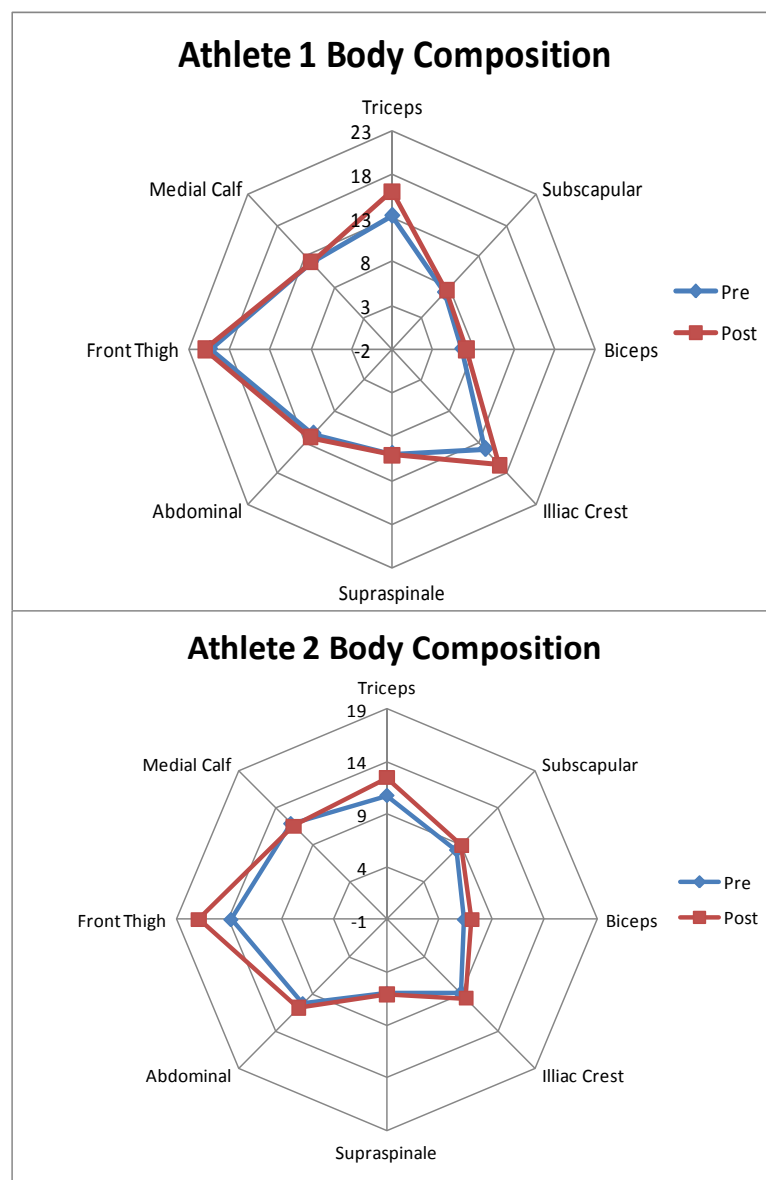 Athlete 1 Body Composition
Triceps
23
Medial Calf
Subscapular
18
13
8
3
Pre
Front Thigh
-2
Biceps
Post
Abdominal
Illiac Crest
Supraspinale
Athlete 2 Body Composition
Triceps
19
Medial Calf
Subscapular
14
9
4
Pre
Front Thigh
-1
Biceps
Post
Abdominal
Illiac Crest
Supraspinale